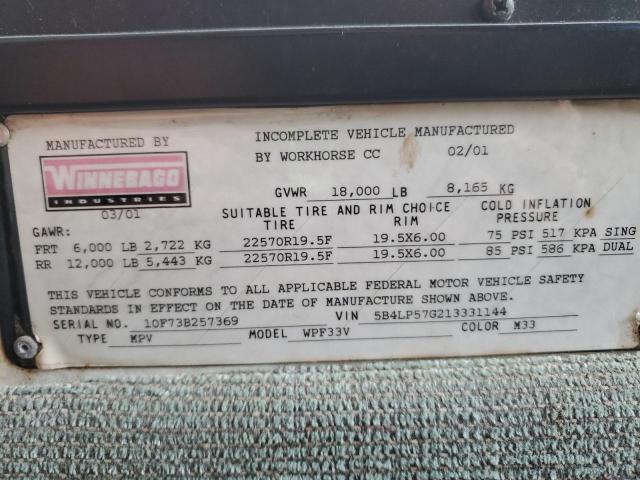 MANUFACTURED BY
WINNEBAGO
INDUSTRIES
03/01
INCOMPLETE VEHICLE MANUFACTURED
BY WORKHORSE CC 02/01
GVWR 18,000 LB 8,165 KG
GAWR: SUITABLE TIRE AND RIM CHOICE COLD INFLATION
TIRE RIM PRESSURE
FRT 6,000 LB 2,722 KG 22570R19.5F 19.5X6.00 75 PSI 517 KPA SING
RR 12,000 LB 5,443 KG 22570R19.5F 19.5X6.00 85 PSI 586 KPA DUAL
THIS VEHICLE CONFORMS TO ALL APPLICABLE FEDERAL MOTOR VEHICLE SAFETY
STANDARDS IN EFFECT ON THE DATE OF MANUFACTURE SHOWN ABOVE.
SERIAL NO. 10F73B257369 VIN 5B4LP57G213331144
TYPE MPV MODEL WPF33V COLOR M33